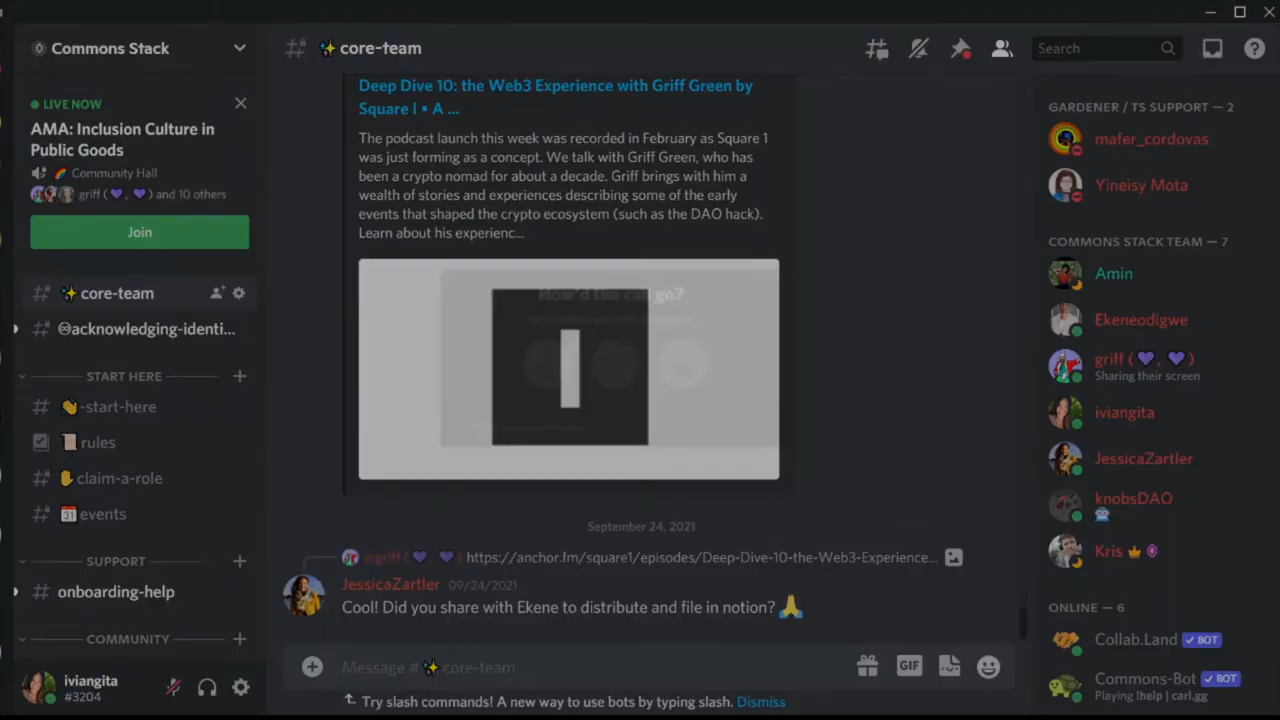 Commons Stack
LIVE NOW
AMA: Inclusion Culture in
Public Goods
🌈 Community Hall
griff ( 💜, 💜) and 10 others
Join
✨core-team
♾acknowledging-identi...
START HERE
👋-start-here
📜rules
✋claim-a-role
📅events
SUPPORT
onboarding-help
COMMUNITY
iviangita
#3204
✨core-team
Search
Deep Dive 10: the Web3 Experience with Griff Green by
Square I ▪ A ...
The podcast launch this week was recorded in February as Square 1
was just forming as a concept. We talk with Griff Green, who has
been a crypto nomad for about a decade. Griff brings with him a
wealth of stories and experiences describing some of the early
events that shaped the crypto ecosystem (such as the DAO hack).
Learn about his experienc...
How'd the call go?
September 24, 2021
@griff ( 💜 💜 ) https://anchor.fm/square1/episodes/Deep-Dive-10-the-Web3-Experience...
JessicaZartler 09/24/2021
Cool! Did you share with Ekene to distribute and file in notion? 🙏
Message # ✨core-team
GIF
Try slash commands! A new way to use bots by typing slash. Dismiss
GARDENER / TS SUPPORT — 2
mafer_cordovas
Yineisy Mota
COMMONS STACK TEAM — 7
Amin
Ekeneodigwe
griff ( 💜, 💜)
Sharing their screen
iviangita
JessicaZartler
knobsDAO
Kris
ONLINE — 6
Collab.Land ✓ BOT
Commons-Bot ✓ BOT
Playing !help | carl.gg